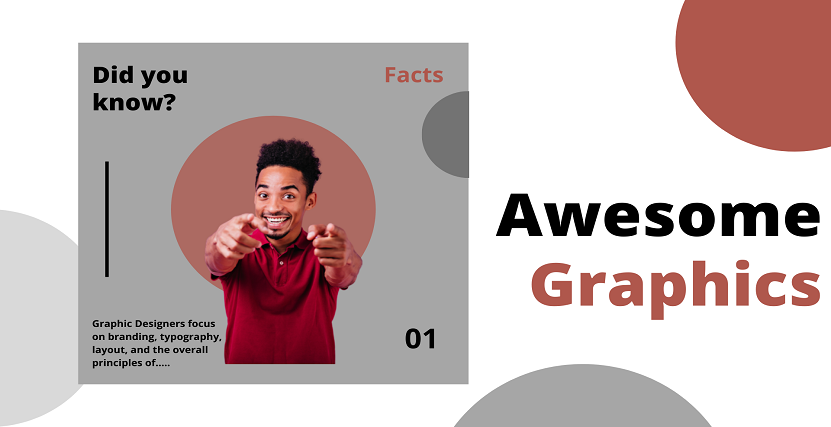 Did you
know?
Facts
Graphic Designers focus
on branding, typography,
layout, and the overall
principles of.....
01
Awesome
Graphics